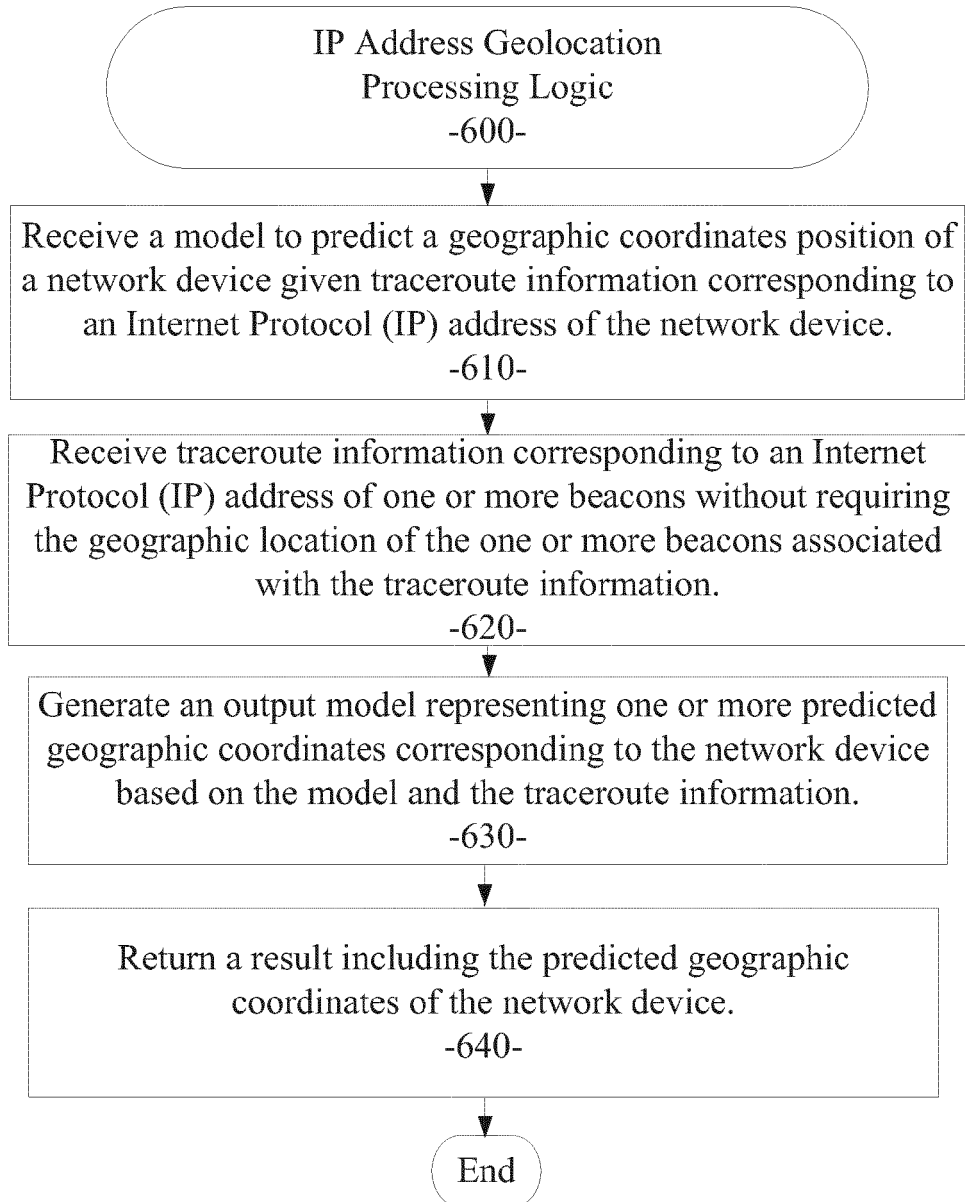 IP Address Geolocation
Processing Logic
-600-
Receive a model to predict a geographic coordinates position of
a network device given traceroute information corresponding to
an Internet Protocol (IP) address of the network device.
-610-
Receive traceroute information corresponding to an Internet
Protocol (IP) address of one or more beacons without requiring
the geographic location of the one or more beacons associated
with the traceroute information.
-620-
Generate an output model representing one or more predicted
geographic coordinates corresponding to the network device
based on the model and the traceroute information.
-630-
Return a result including the predicted geographic
coordinates of the network device.
-640-
End